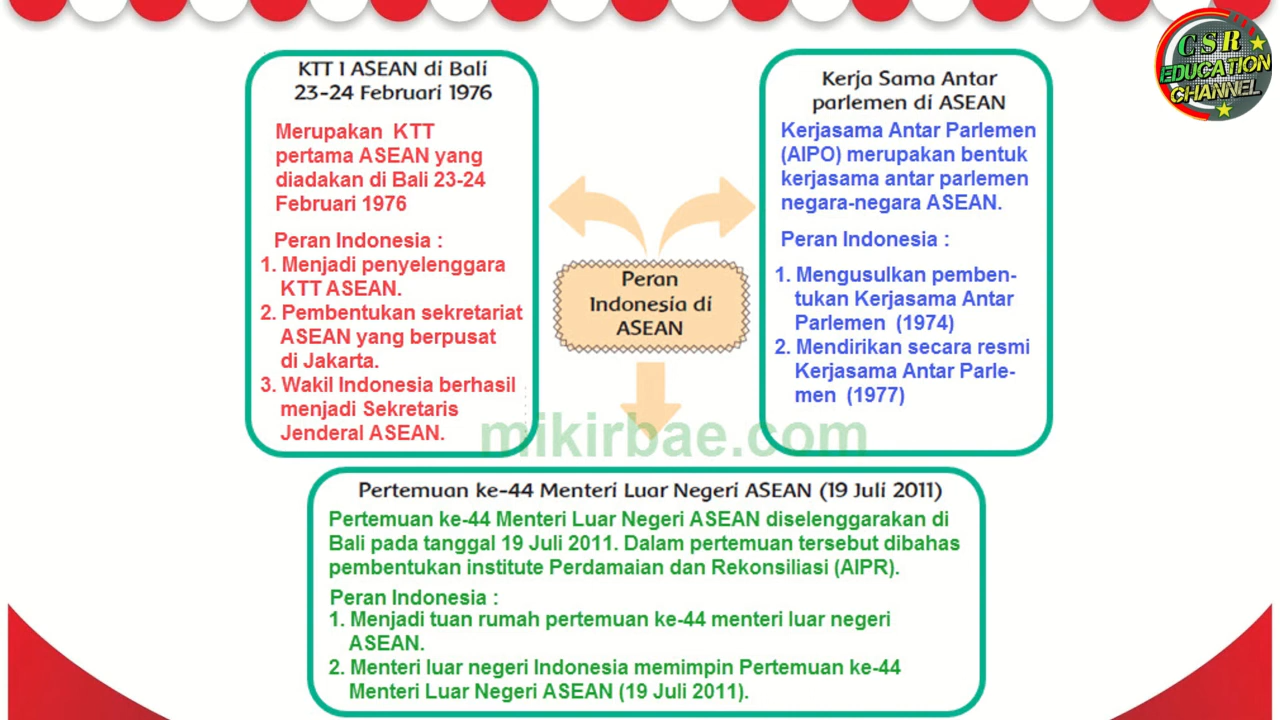 CSR
EDUCATION
CHANNEL
KTT I ASEAN di Bali
23-24 Februari 1976
Merupakan KTT
pertama ASEAN yang
diadakan di Bali 23-24
Februari 1976
Peran Indonesia :
1. Menjadi penyelenggara
KTT ASEAN.
2. Pembentukan sekretariat
ASEAN yang berpusat
di Jakarta.
3. Wakil Indonesia berhasil
menjadi Sekretaris
Jenderal ASEAN.
Kerja Sama Antar
parlemen di ASEAN
Kerjasama Antar Parlemen
(AIPO) merupakan bentuk
kerjasama antar parlemen
negara-negara ASEAN.
Peran Indonesia :
1. Mengusulkan pemben-
tukan Kerjasama Antar
Parlemen (1974)
2. Mendirikan secara resmi
Kerjasama Antar Parle-
men (1977)
Peran
Indonesia di
ASEAN
mikirbae.com
Pertemuan ke-44 Menteri Luar Negeri ASEAN (19 Juli 2011)
Pertemuan ke-44 Menteri Luar Negeri ASEAN diselenggarakan di
Bali pada tanggal 19 Juli 2011. Dalam pertemuan tersebut dibahas
pembentukan institute Perdamaian dan Rekonsiliasi (AIPR).
Peran Indonesia :
1. Menjadi tuan rumah pertemuan ke-44 menteri luar negeri
ASEAN.
2. Menteri luar negeri Indonesia memimpin Pertemuan ke-44
Menteri Luar Negeri ASEAN (19 Juli 2011).